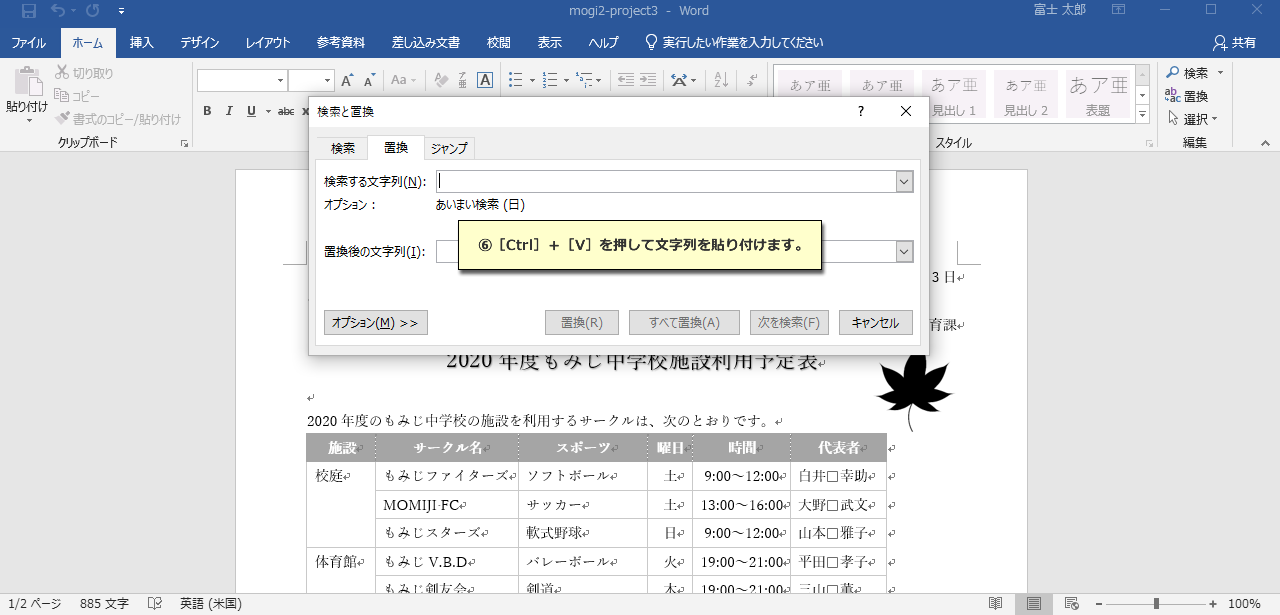 mogi2-project3 - Word
富士 太郎
ファイル ホーム 挿入 デザイン レイアウト 参考資料 差し込み文書 校閲 表示 ヘルプ 実行したい作業を入力してください 共有
貼り付け
切り取り
コピー
書式のコピー/貼り付け
クリップボード
B I U abc x
A A Aa A
あア亜 あア亜 あア亜 あア亜 あア亜
見出し 1 見出し 2 表題
スタイル
検索
置換
選択
編集
検索と置換
検索 置換 ジャンプ
検索する文字列(N):
オプション： あいまい検索 (日)
⑥［Ctrl］＋［V］を押して文字列を貼り付けます。
置換後の文字列(I):
オプション(M) >> 置換(R) すべて置換(A) 次を検索(F) キャンセル
3 日
育課
2020 年度もみじ中学校施設利用予定表
2020 年度のもみじ中学校の施設を利用するサークルは、次のとおりです。
施設 サークル名 スポーツ 曜日 時間 代表者
校庭 もみじファイターズ ソフトボール 土 9:00～12:00 白井□幸助
MOMIJI·FC サッカー 土 13:00～16:00 大野□武文
もみじスターズ 軟式野球 日 9:00～12:00 山本□雅子
体育館 もみじ V.B.D バレーボール 火 19:00～21:00 平田□孝子
もみじ剣友会 剣道 木 19:00～21:00 三山□薫
1/2 ページ 885 文字 英語 (米国) 100%